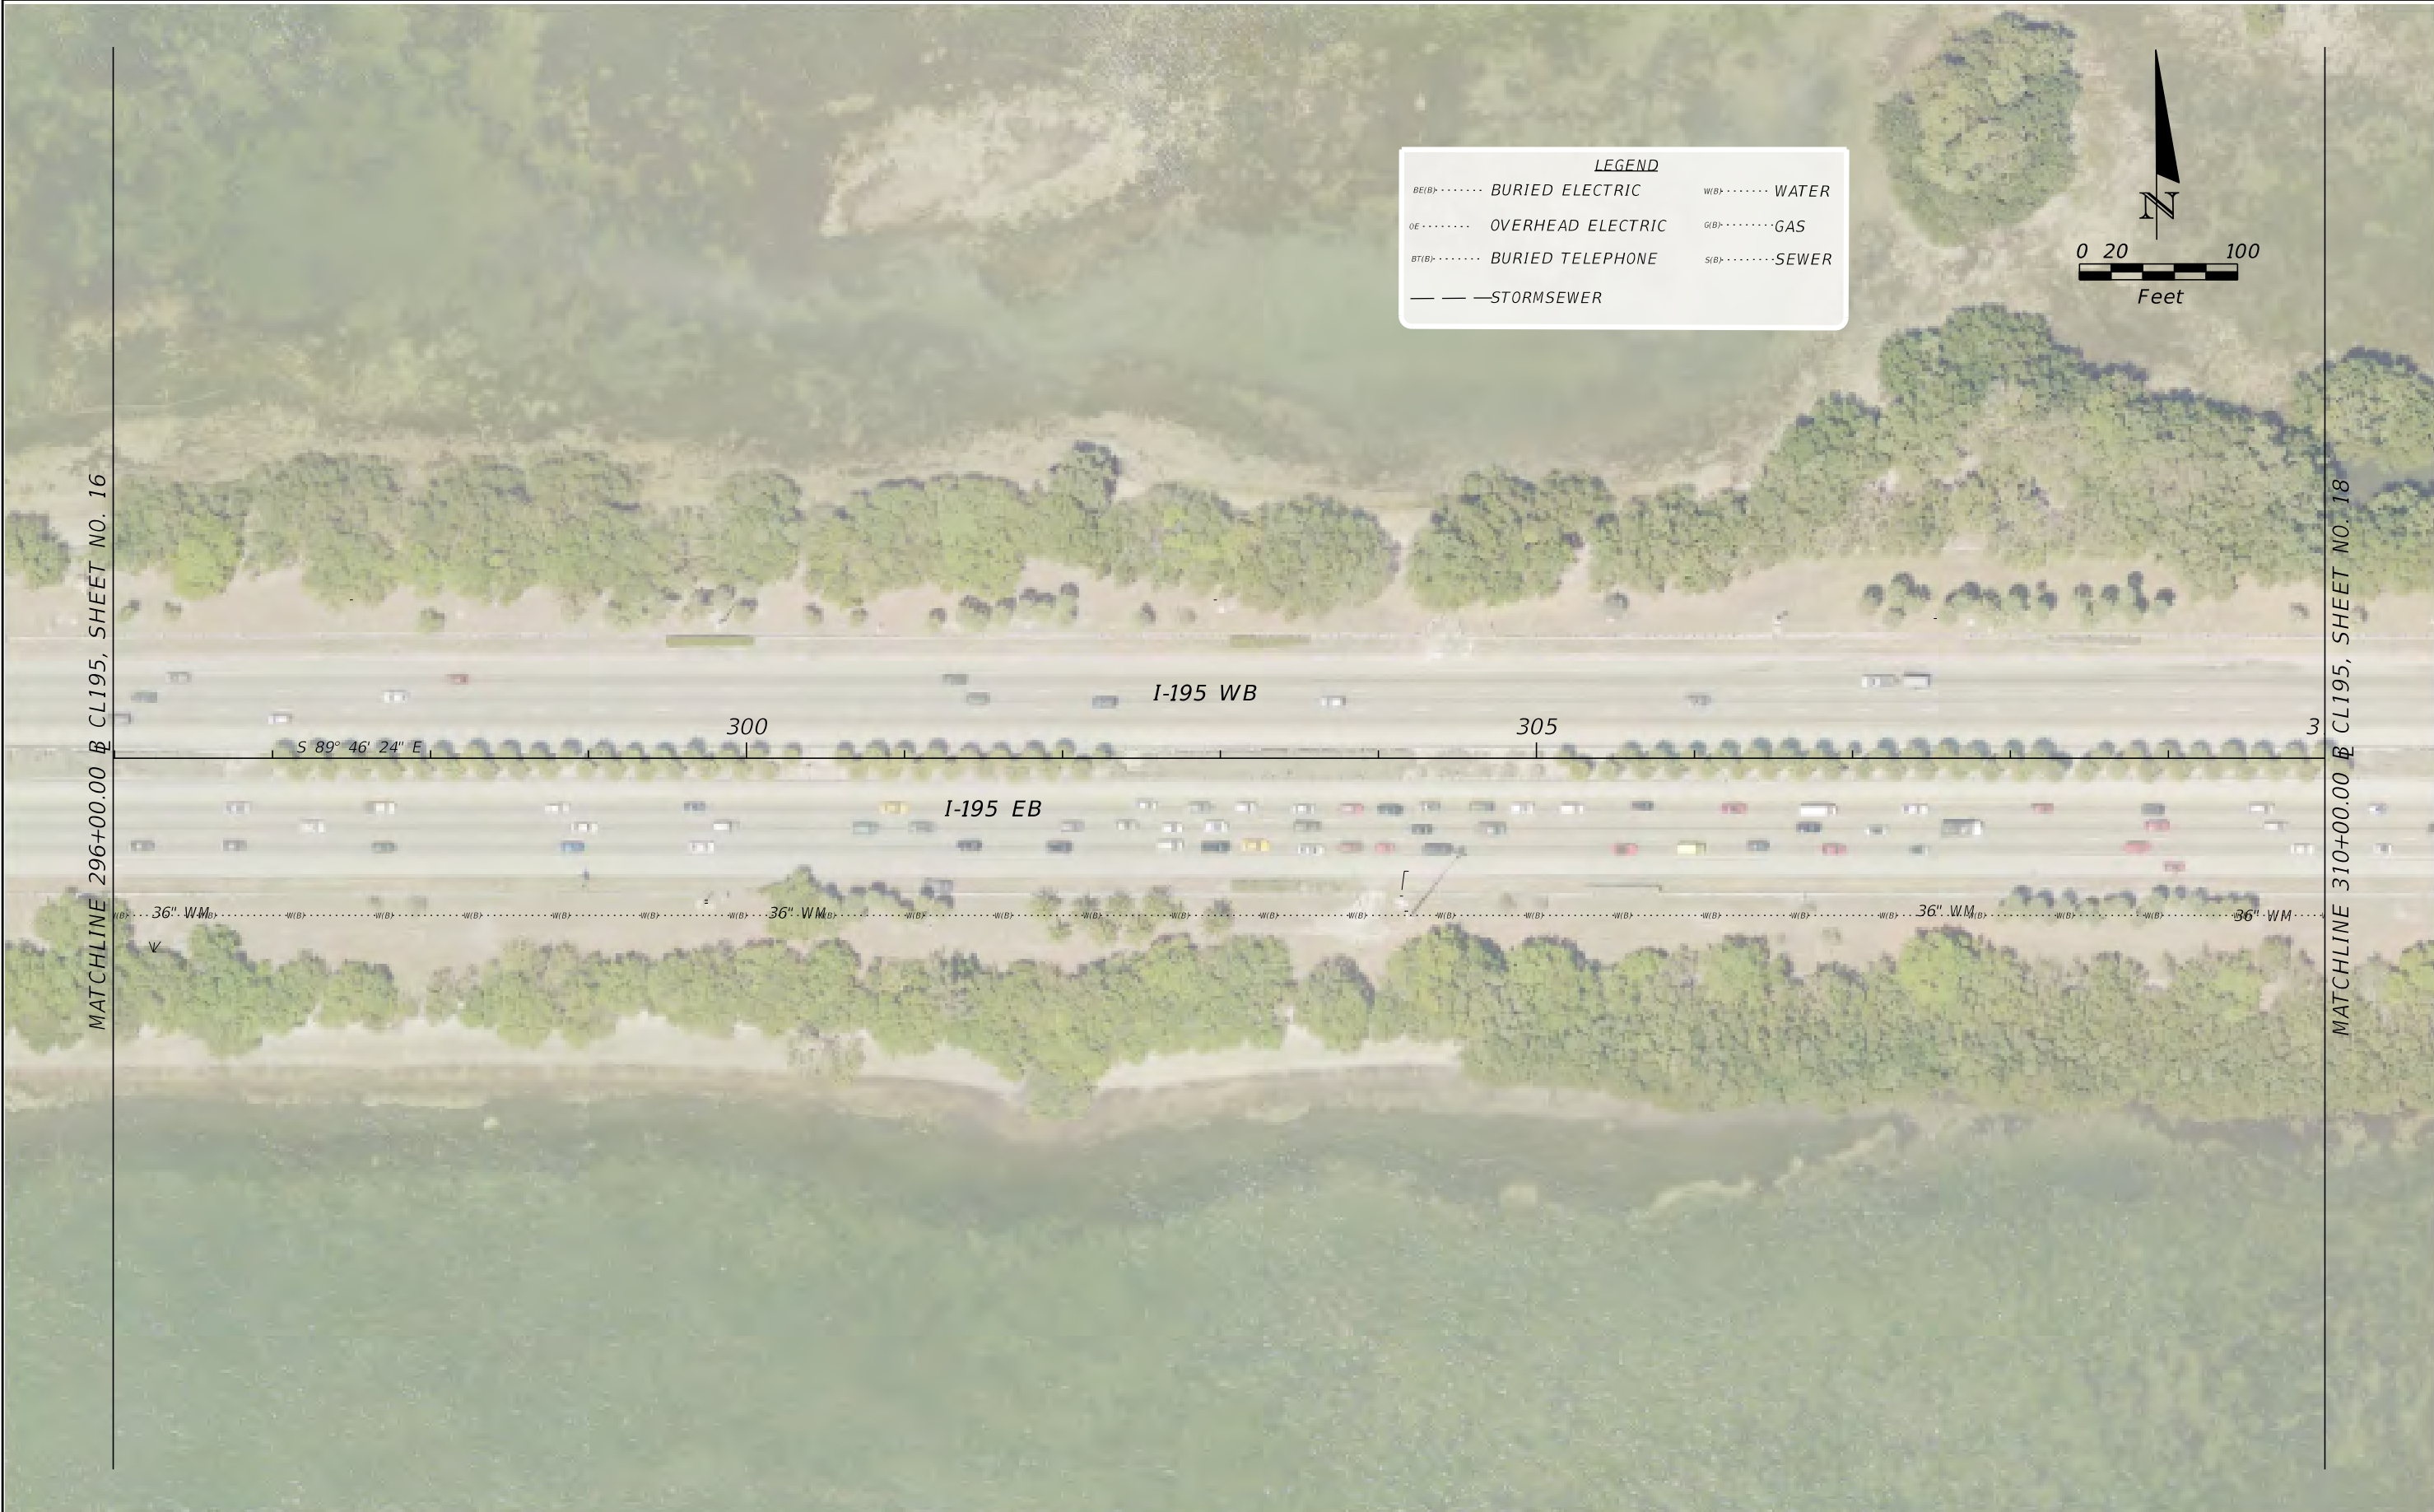 LEGEND
BE(B) BURIED ELECTRIC W(B) WATER
OE OVERHEAD ELECTRIC G(B) GAS
BT(B) BURIED TELEPHONE S(B) SEWER
STORMSEWER
N
0 20 100
Feet
MATCHLINE 296+00.00 ℄ CL195, SHEET NO. 16
MATCHLINE 310+00.00 ℄ CL195, SHEET NO. 18
I-195 WB
300 305 3
S 89° 46' 24" E
I-195 EB
36" WM 36" WM 36" WM 36" WM
W(B) W(B) W(B) W(B) W(B) W(B) W(B) W(B) W(B) W(B) W(B) W(B) W(B) W(B) W(B) W(B) W(B) W(B) W(B) W(B) W(B) W(B) W(B) W(B) W(B)